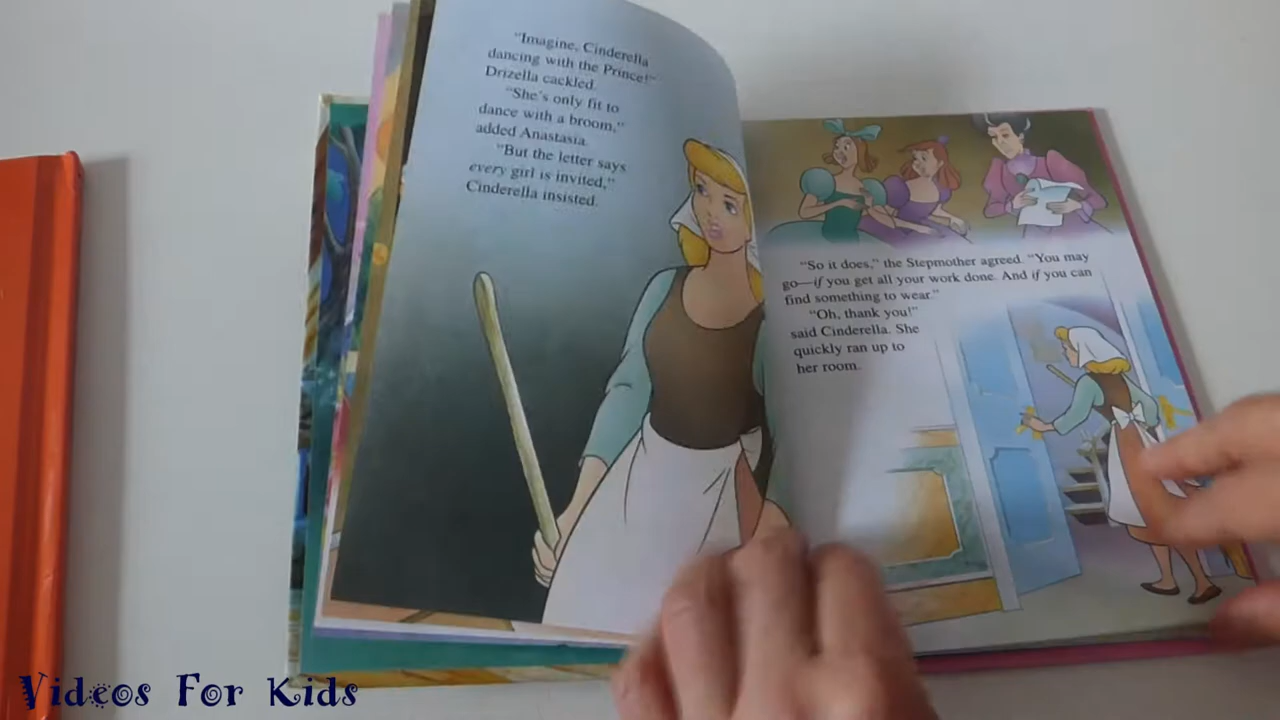 "Imagine, Cinderella
dancing with the Prince!"
Drizella cackled.
"She's only fit to
dance with a broom,"
added Anastasia.
"But the letter says
every girl is invited,"
Cinderella insisted.
"So it does," the Stepmother agreed. "You may
go—if you get all your work done. And if you can
find something to wear."
"Oh, thank you!"
said Cinderella. She
quickly ran up to
her room.
Videos For Kids